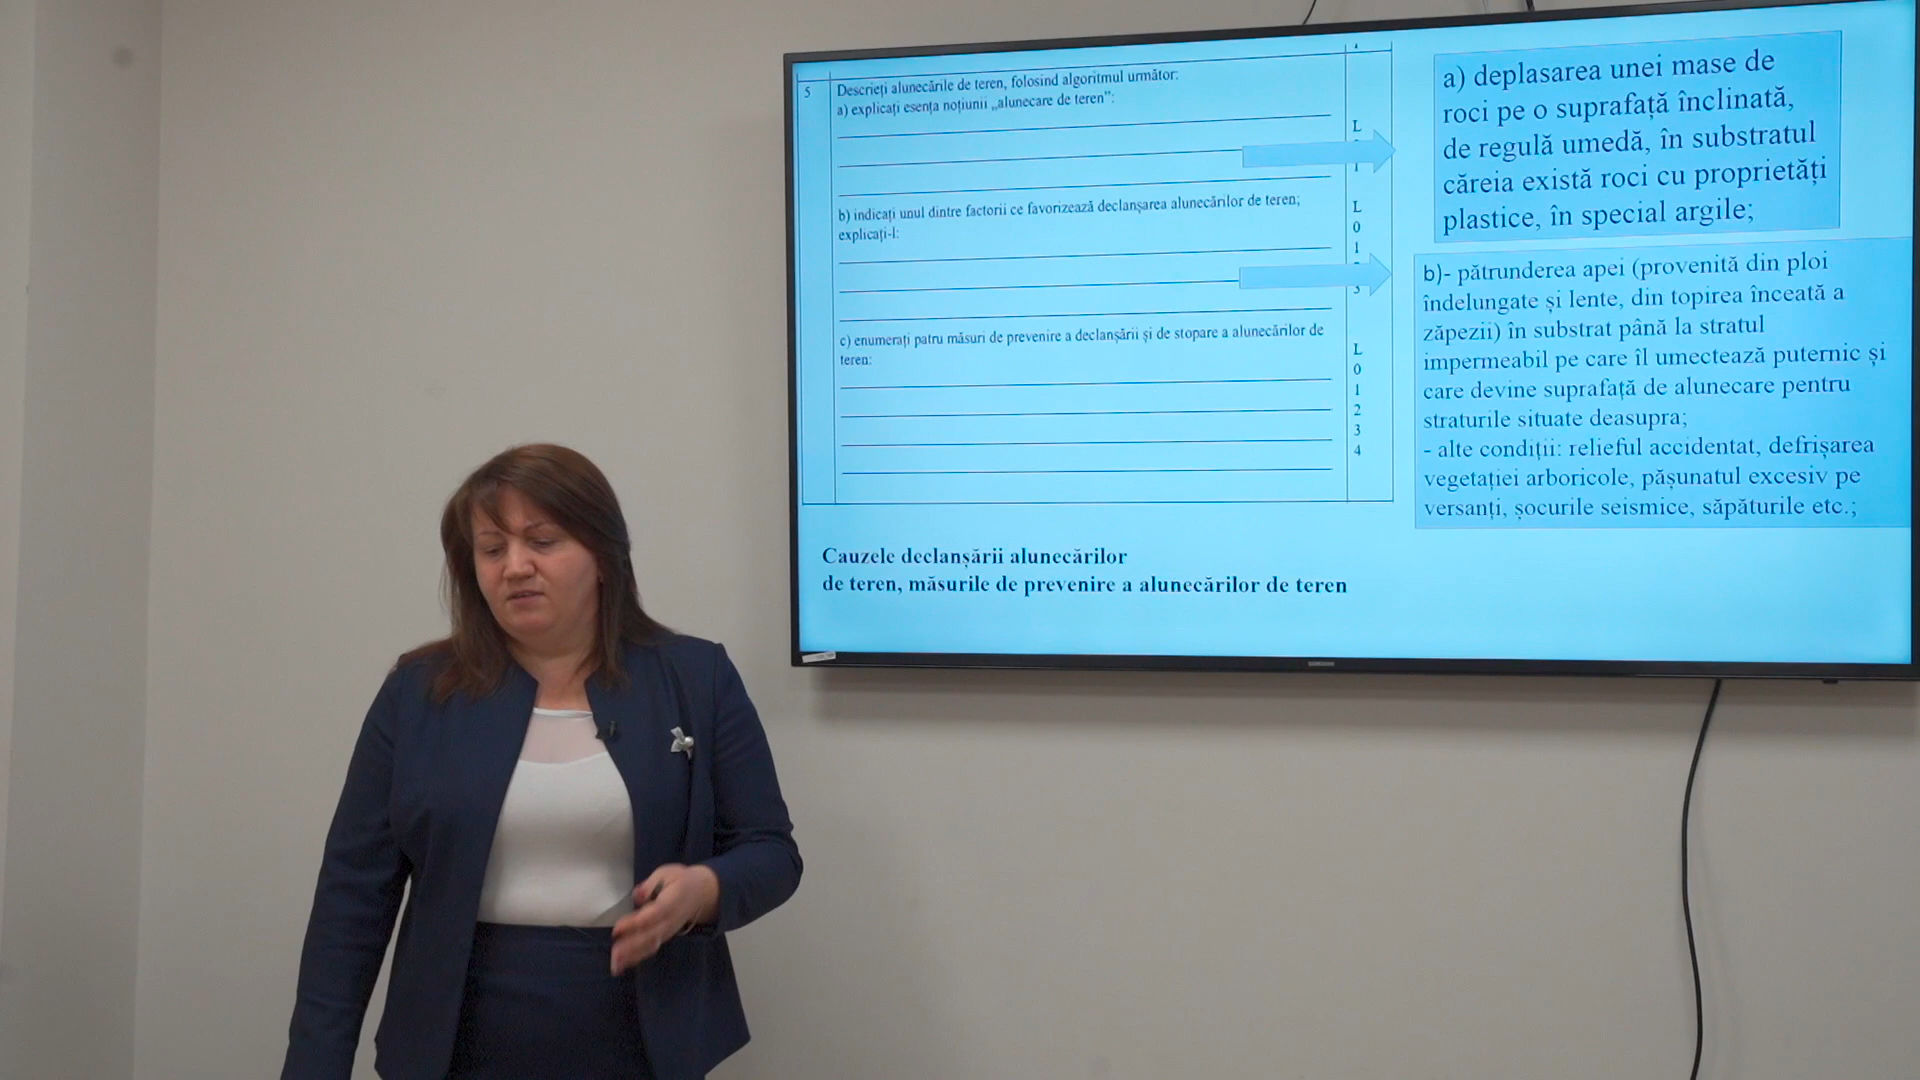 5
Descrieți alunecările de teren, folosind algoritmul următor:
a) explicați esența noțiunii „alunecare de teren”:
L
1
b) indicați unul dintre factorii ce favorizează declanșarea alunecărilor de teren;
explicați-l:
L
0
1
3
c) enumerați patru măsuri de prevenire a declanșării și de stopare a alunecărilor de
teren:
L
0
1
2
3
4
Cauzele declanșării alunecărilor
de teren, măsurile de prevenire a alunecărilor de teren
a) deplasarea unei mase de
roci pe o suprafață înclinată,
de regulă umedă, în substratul
căreia există roci cu proprietăți
plastice, în special argile;
b)- pătrunderea apei (provenită din ploi
îndelungate și lente, din topirea înceată a
zăpezii) în substrat până la stratul
impermeabil pe care îl umectează puternic și
care devine suprafață de alunecare pentru
straturile situate deasupra;
- alte condiții: relieful accidentat, defrișarea
vegetației arboricole, pășunatul excesiv pe
versanți, șocurile seismice, săpăturile etc.;
SAMSUNG